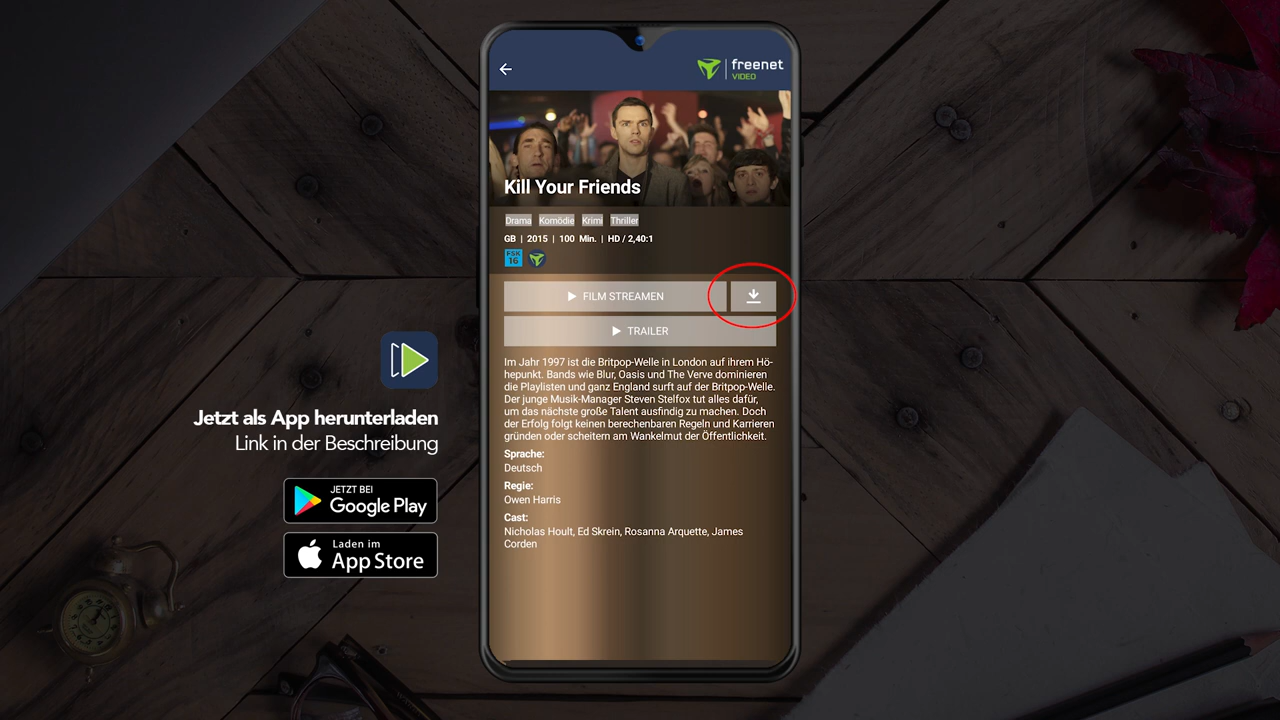 freenet
VIDEO
Kill Your Friends
Drama Komödie Krimi Thriller
GB | 2015 | 100 Min. | HD / 2,40:1
FSK
16
FILM STREAMEN
TRAILER
Im Jahr 1997 ist die Britpop-Welle in London auf ihrem Hö-
hepunkt. Bands wie Blur, Oasis und The Verve dominieren
die Playlisten und ganz England surft auf der Britpop-Welle.
Der junge Musik-Manager Steven Stelfox tut alles dafür,
um das nächste große Talent ausfindig zu machen. Doch
der Erfolg folgt keinen berechenbaren Regeln und Karrieren
gründen oder scheitern am Wankelmut der Öffentlichkeit.
Sprache:
Deutsch
Regie:
Owen Harris
Cast:
Nicholas Hoult, Ed Skrein, Rosanna Arquette, James
Corden
Jetzt als App herunterladen
Link in der Beschreibung
JETZT BEI
Google Play
Laden im
App Store